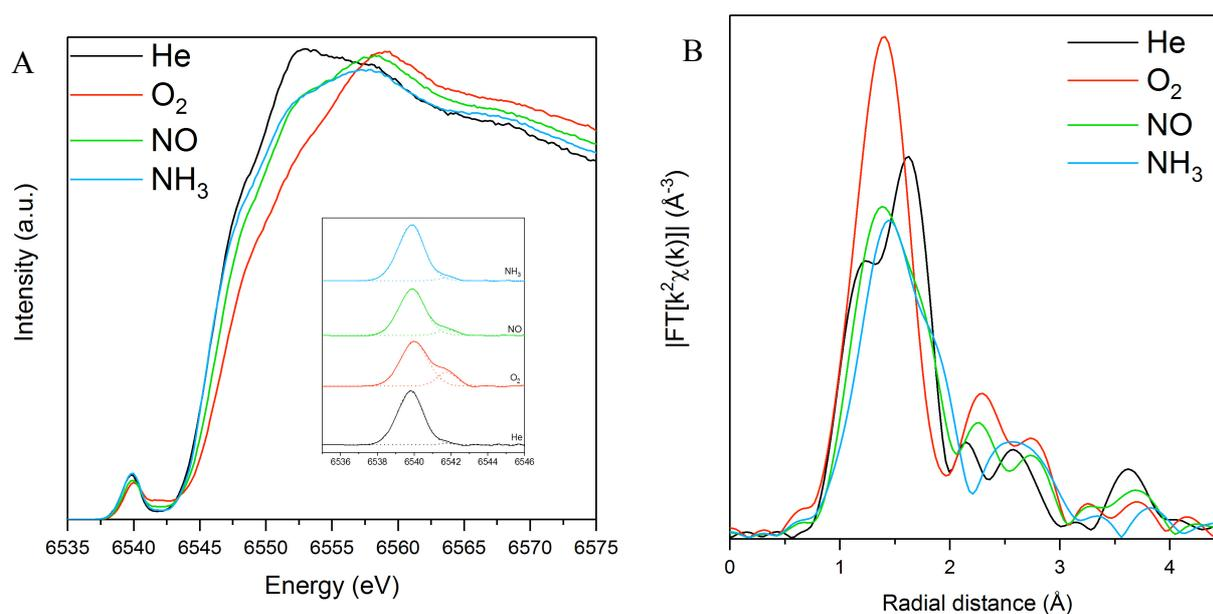 A
He
O₂
NO
NH₃
Intensity (a.u.)
NH₃
NO
O₂
He
6536 6538 6540 6542 6544 6546
6535 6540 6545 6550 6555 6560 6565 6570 6575
Energy (eV)
B
He
O₂
NO
NH₃
|FT[k²χ(k)]| (Å⁻³)
0 1 2 3 4
Radial distance (Å)